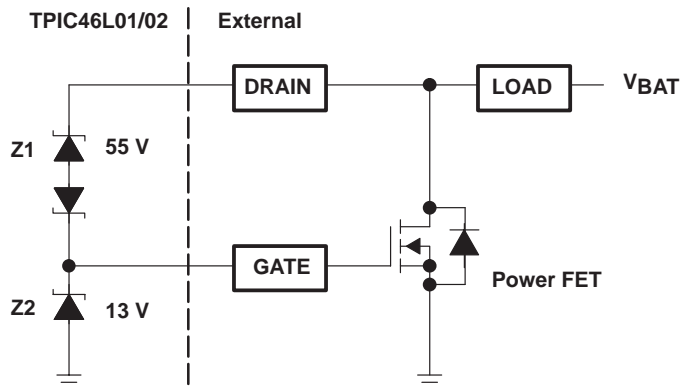 TPIC46L01/02
External
DRAIN
LOAD
VBAT
Z1
55 V
GATE
Power FET
Z2
13 V